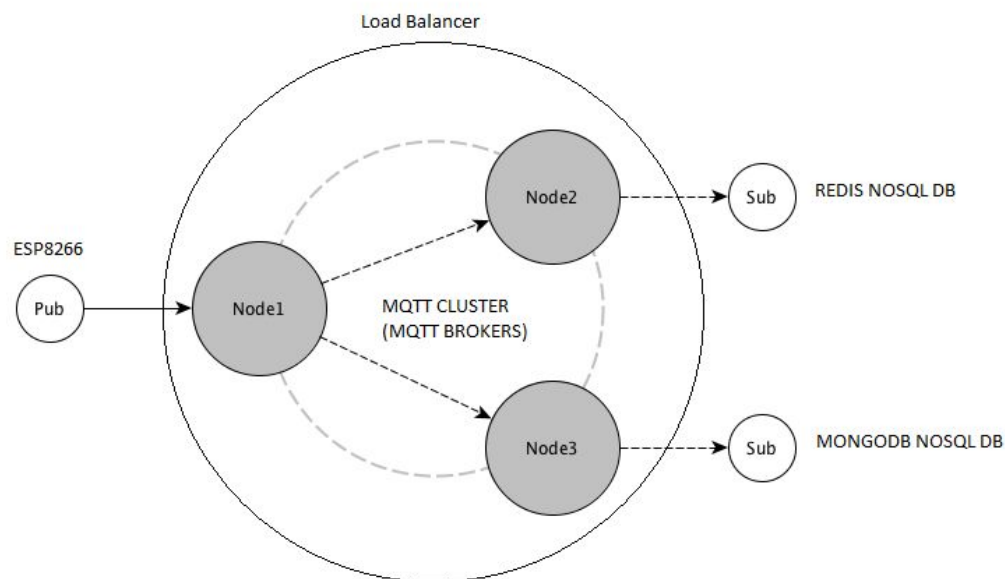 Load Balancer
Node2
Sub
REDIS NOSQL DB
ESP8266
Pub
Node1
MQTT CLUSTER
(MQTT BROKERS)
Node3
Sub
MONGODB NOSQL DB